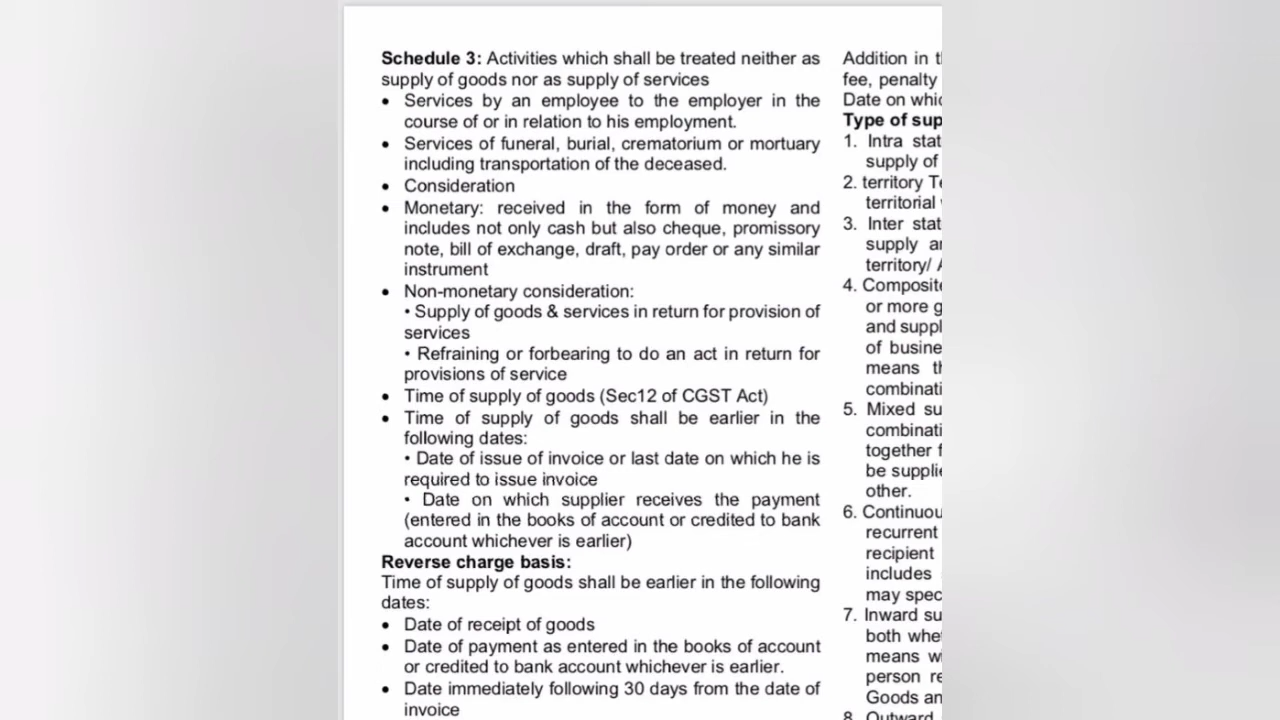 Schedule 3: Activities which shall be treated neither as
supply of goods nor as supply of services
• Services by an employee to the employer in the
course of or in relation to his employment.
• Services of funeral, burial, crematorium or mortuary
including transportation of the deceased.
• Consideration
• Monetary: received in the form of money and
includes not only cash but also cheque, promissory
note, bill of exchange, draft, pay order or any similar
instrument
• Non-monetary consideration:
• Supply of goods & services in return for provision of
services
• Refraining or forbearing to do an act in return for
provisions of service
• Time of supply of goods (Sec12 of CGST Act)
• Time of supply of goods shall be earlier in the
following dates:
• Date of issue of invoice or last date on which he is
required to issue invoice
• Date on which supplier receives the payment
(entered in the books of account or credited to bank
account whichever is earlier)
Reverse charge basis:
Time of supply of goods shall be earlier in the following
dates:
• Date of receipt of goods
• Date of payment as entered in the books of account
or credited to bank account whichever is earlier.
• Date immediately following 30 days from the date of
invoice
Addition in
fee, penalty
Date on
Type of
1. Intra
supply of
2. territory
territorial
3. Inter
supply
territory/
4.
or more
and
of
means
5. Mixed
together
be
other.
6.
recurrent
recipient
includes
may
7. Inward
both
means
person
Goods
8. Outward